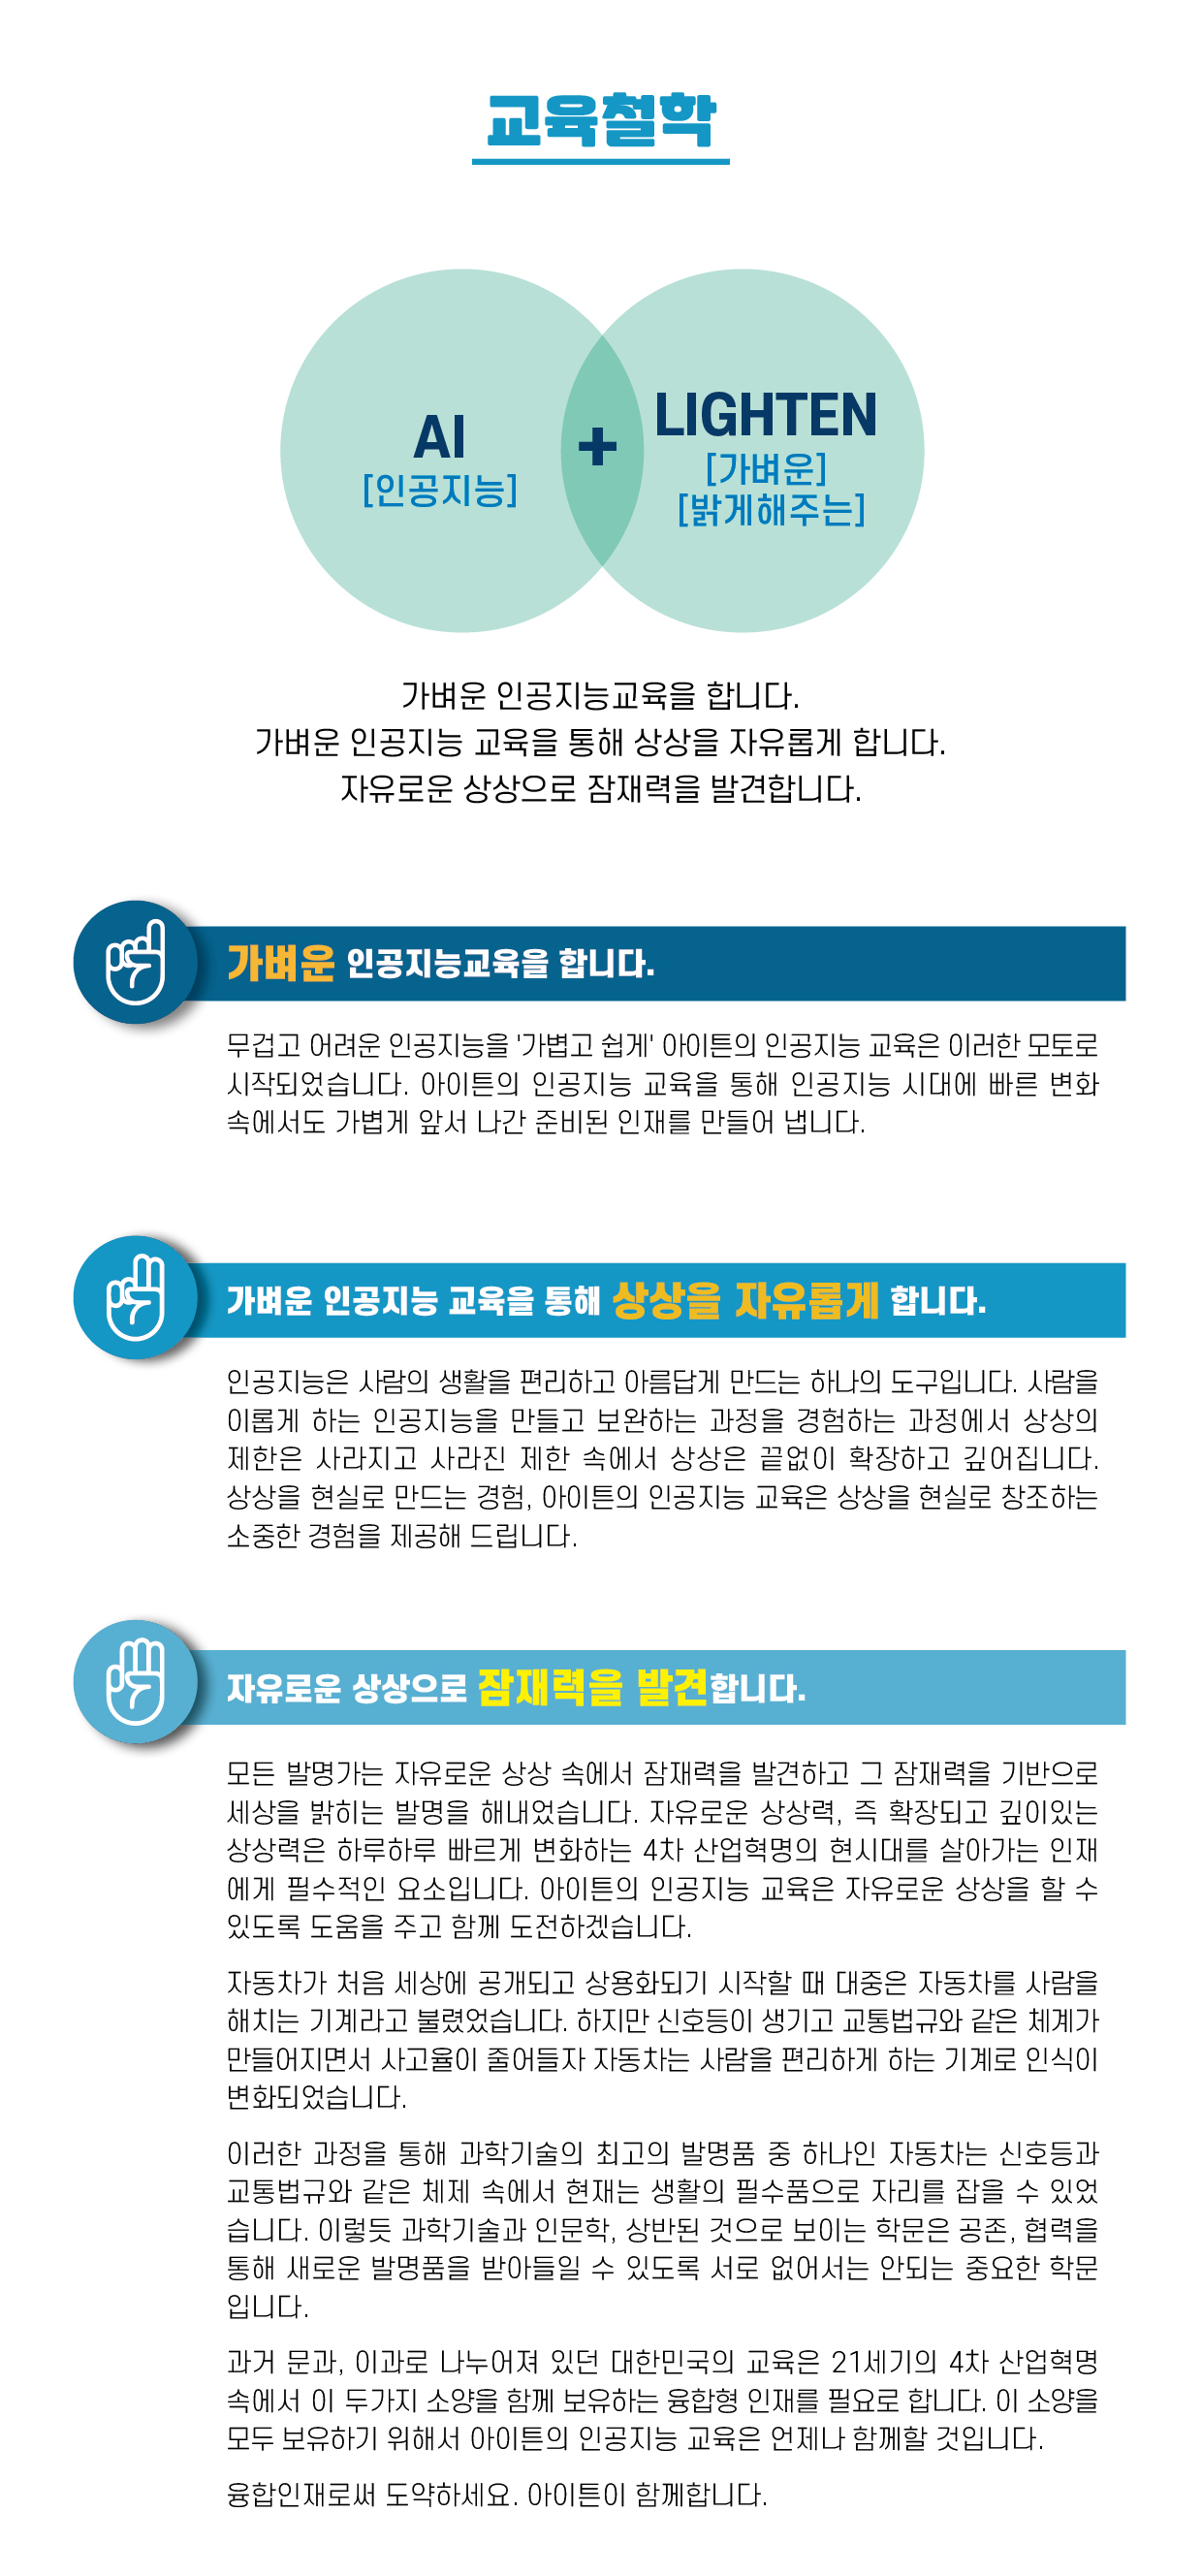 교육철학
AI
[인공지능]
+
LIGHTEN
[가벼운]
[밝게해주는]
가벼운 인공지능교육을 합니다.
가벼운 인공지능 교육을 통해 상상을 자유롭게 합니다.
자유로운 상상으로 잠재력을 발견합니다.
가벼운 인공지능교육을 합니다.
무겁고 어려운 인공지능을 '가볍고 쉽게' 아이튼의 인공지능 교육은 이러한 모토로
시작되었습니다. 아이튼의 인공지능 교육을 통해 인공지능 시대에 빠른 변화
속에서도 가볍게 앞서 나간 준비된 인재를 만들어 냅니다.
가벼운 인공지능 교육을 통해 상상을 자유롭게 합니다.
인공지능은 사람의 생활을 편리하고 아름답게 만드는 하나의 도구입니다. 사람을
이롭게 하는 인공지능을 만들고 보완하는 과정을 경험하는 과정에서 상상의
제한은 사라지고 사라진 제한 속에서 상상은 끝없이 확장하고 깊어집니다.
상상을 현실로 만드는 경험, 아이튼의 인공지능 교육은 상상을 현실로 창조하는
소중한 경험을 제공해 드립니다.
자유로운 상상으로 잠재력을 발견합니다.
모든 발명가는 자유로운 상상 속에서 잠재력을 발견하고 그 잠재력을 기반으로
세상을 밝히는 발명을 해내었습니다. 자유로운 상상력, 즉 확장되고 깊이있는
상상력은 하루하루 빠르게 변화하는 4차 산업혁명의 현시대를 살아가는 인재
에게 필수적인 요소입니다. 아이튼의 인공지능 교육은 자유로운 상상을 할 수
있도록 도움을 주고 함께 도전하겠습니다.
자동차가 처음 세상에 공개되고 상용화되기 시작할 때 대중은 자동차를 사람을
해치는 기계라고 불렸었습니다. 하지만 신호등이 생기고 교통법규와 같은 체계가
만들어지면서 사고율이 줄어들자 자동차는 사람을 편리하게 하는 기계로 인식이
변화되었습니다.
이러한 과정을 통해 과학기술의 최고의 발명품 중 하나인 자동차는 신호등과
교통법규와 같은 체제 속에서 현재는 생활의 필수품으로 자리를 잡을 수 있었
습니다. 이렇듯 과학기술과 인문학, 상반된 것으로 보이는 학문은 공존, 협력을
통해 새로운 발명품을 받아들일 수 있도록 서로 없어서는 안되는 중요한 학문
입니다.
과거 문과, 이과로 나누어져 있던 대한민국의 교육은 21세기의 4차 산업혁명
속에서 이 두가지 소양을 함께 보유하는 융합형 인재를 필요로 합니다. 이 소양을
모두 보유하기 위해서 아이튼의 인공지능 교육은 언제나 함께할 것입니다.
융합인재로써 도약하세요. 아이튼이 함께합니다.